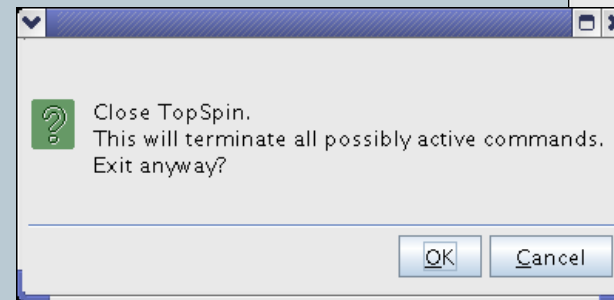 Close TopSpin.
This will terminate all possibly active commands.
Exit anyway?
OK
Cancel